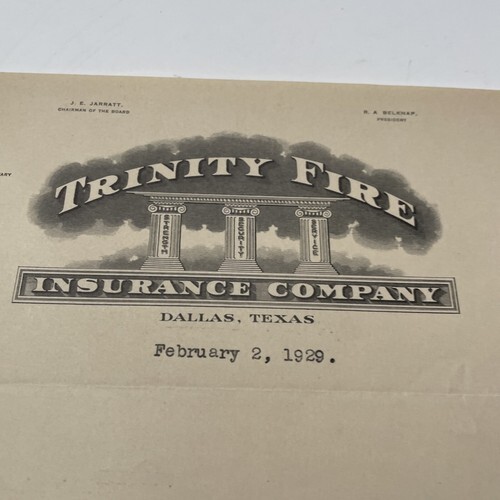 J. E. JARRATT,
CHAIRMAN OF THE BOARD
R. A. BELKNAP,
PRESIDENT
TRINITY FIRE
STRENGTH
SECURITY
SERVICE
INSURANCE COMPANY
DALLAS, TEXAS
February 2, 1929.